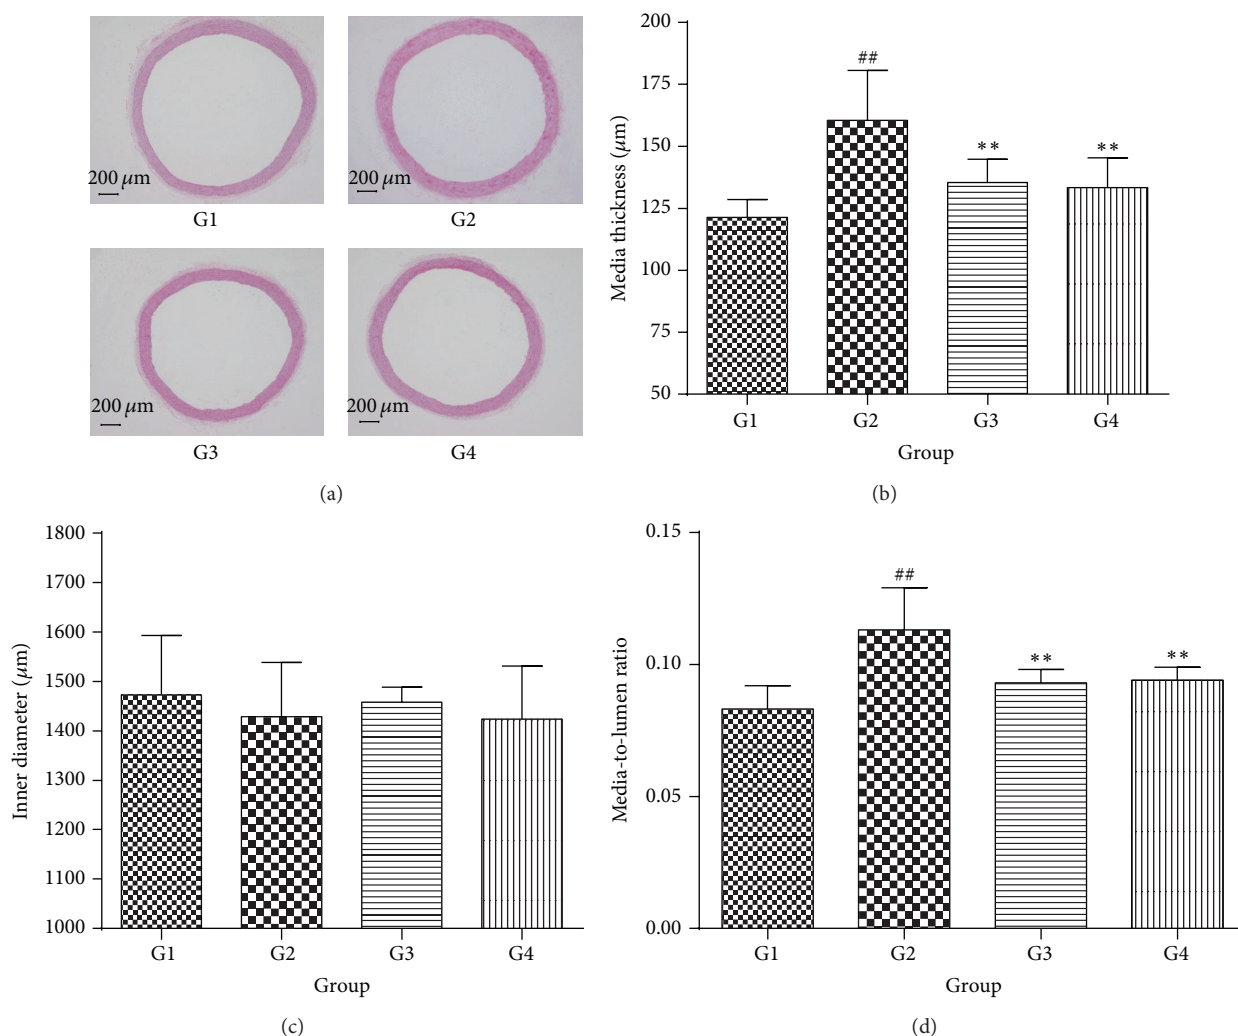 200 μm
G1
200 μm
G2
200 μm
G3
200 μm
G4
(a)
Media thickness (μm)
200
175
150
125
100
75
50
##
**
**
G1 G2 G3 G4
Group
(b)
Inner diameter (μm)
1800
1700
1600
1500
1400
1300
1200
1100
1000
G1 G2 G3 G4
Group
(c)
Media-to-lumen ratio
0.15
0.10
0.05
0.00
##
**
**
G1 G2 G3 G4
Group
(d)